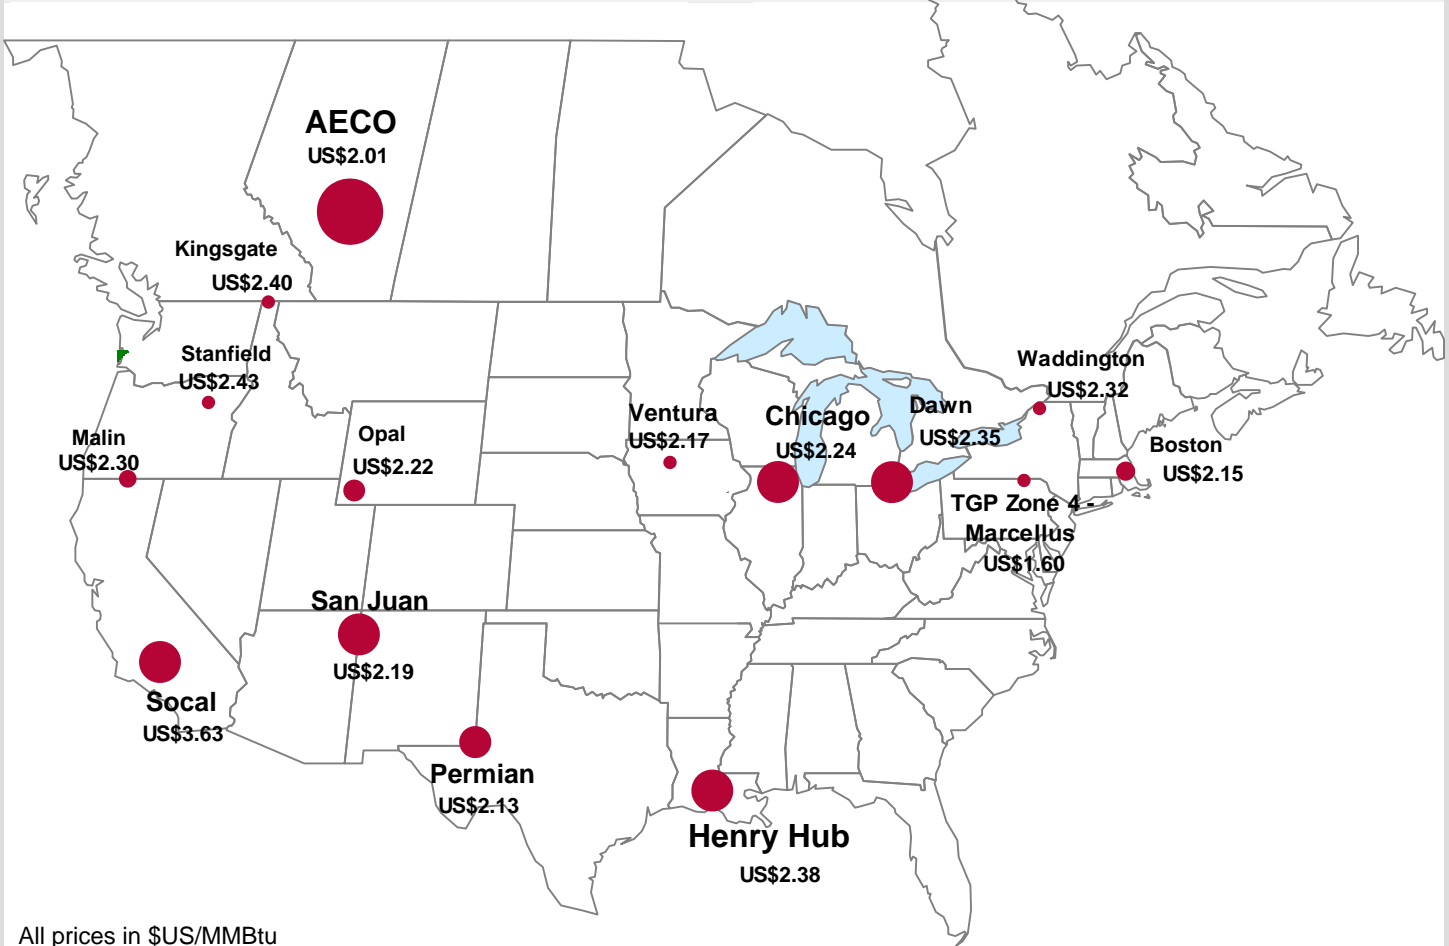 AECO
US$2.01
Kingsgate
US$2.40
Stanfield
US$2.43
Malin
US$2.30
Opal
US$2.22
Ventura
US$2.17
Chicago
US$2.24
Dawn
US$2.35
Waddington
US$2.32
Boston
US$2.15
TGP Zone 4 -
Marcellus
US$1.60
San Juan
US$2.19
Socal
US$3.63
Permian
US$2.13
Henry Hub
US$2.38
All prices in $US/MMBtu